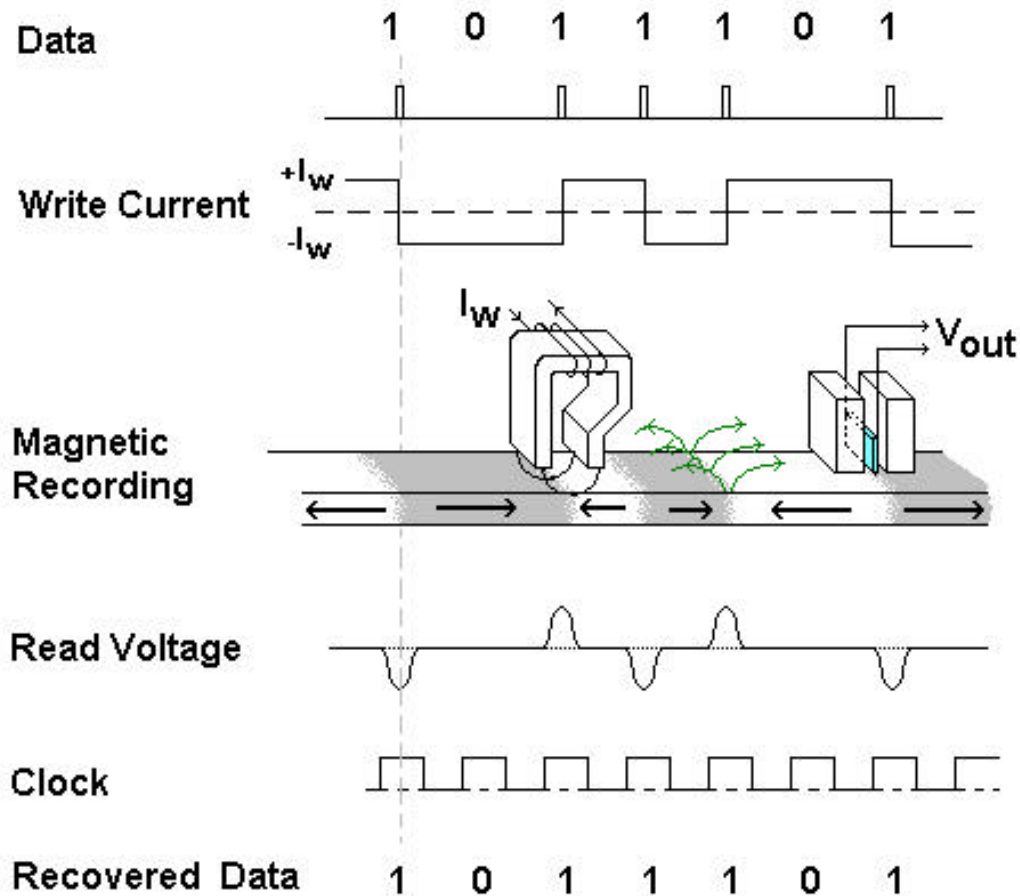 Data 1 0 1 1 1 0 1
+Iw
Write Current
-Iw
Iw
Vout
Magnetic
Recording
Read Voltage
Clock
Recovered Data 1 0 1 1 1 0 1